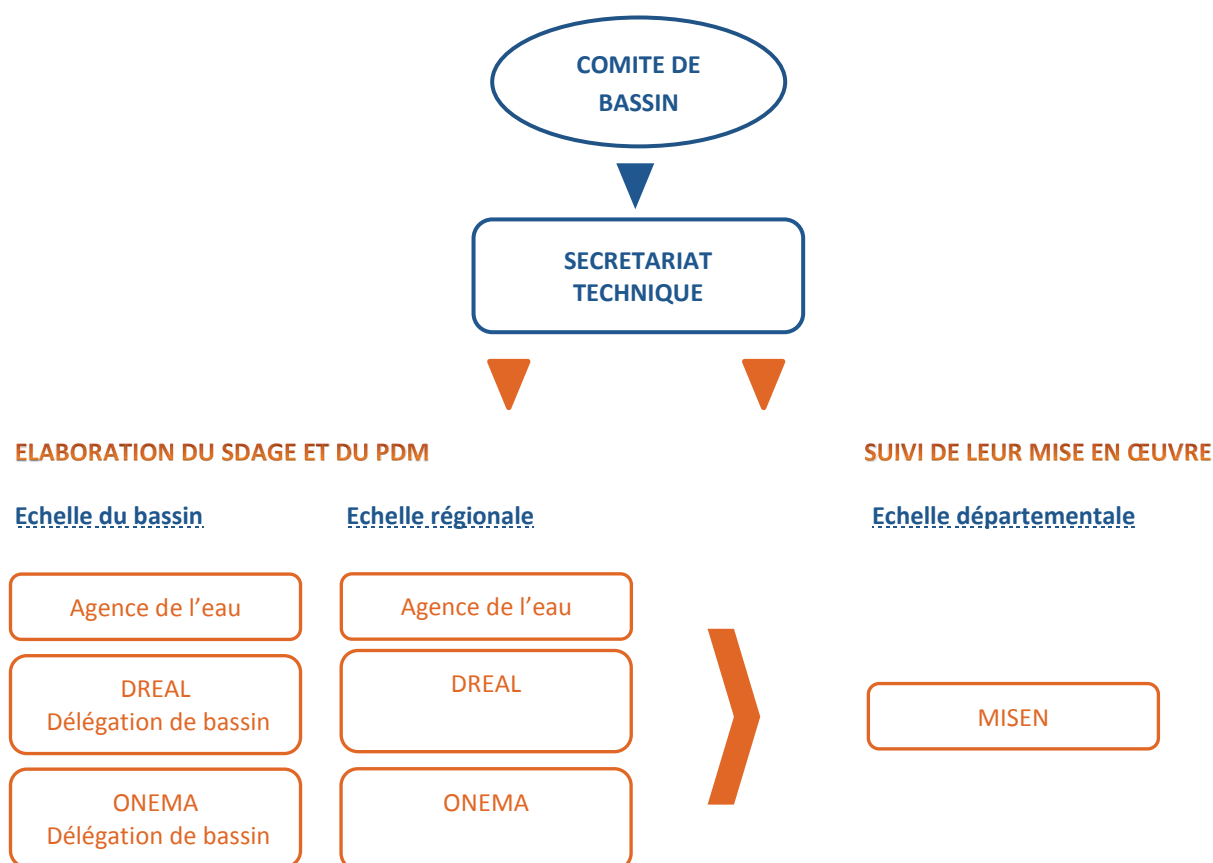 COMITE DE
BASSIN
SECRETARIAT
TECHNIQUE
ELABORATION DU SDAGE ET DU PDM
SUIVI DE LEUR MISE EN ŒUVRE
Echelle du bassin
Echelle régionale
Echelle départementale
Agence de l’eau
Agence de l’eau
DREAL
Délégation de bassin
DREAL
MISEN
ONEMA
Délégation de bassin
ONEMA